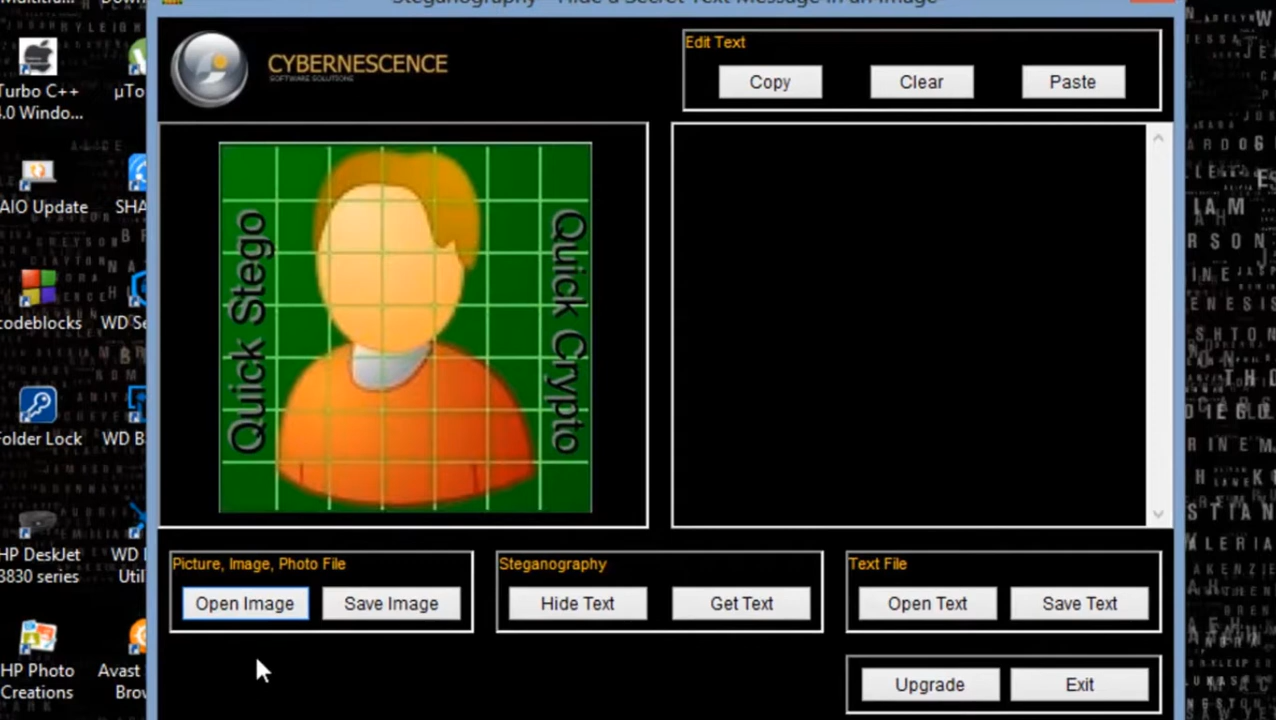 Steganography - Hide a Secret Text Message in an Image
CYBERNESCENCE
SOFTWARE SOLUTIONS
Edit Text
Copy
Clear
Paste
Turbo C++
4.0 Windo...
µTo
AIO Update
SHA
codeblocks
WD Se
Folder Lock
WD B
HP DeskJet
3830 series
WD
Util
HP Photo
Creations
Avast
Brow
Quick Stego
Quick Crypto
Picture, Image, Photo File
Open Image
Save Image
Steganography
Hide Text
Get Text
Text File
Open Text
Save Text
Upgrade
Exit